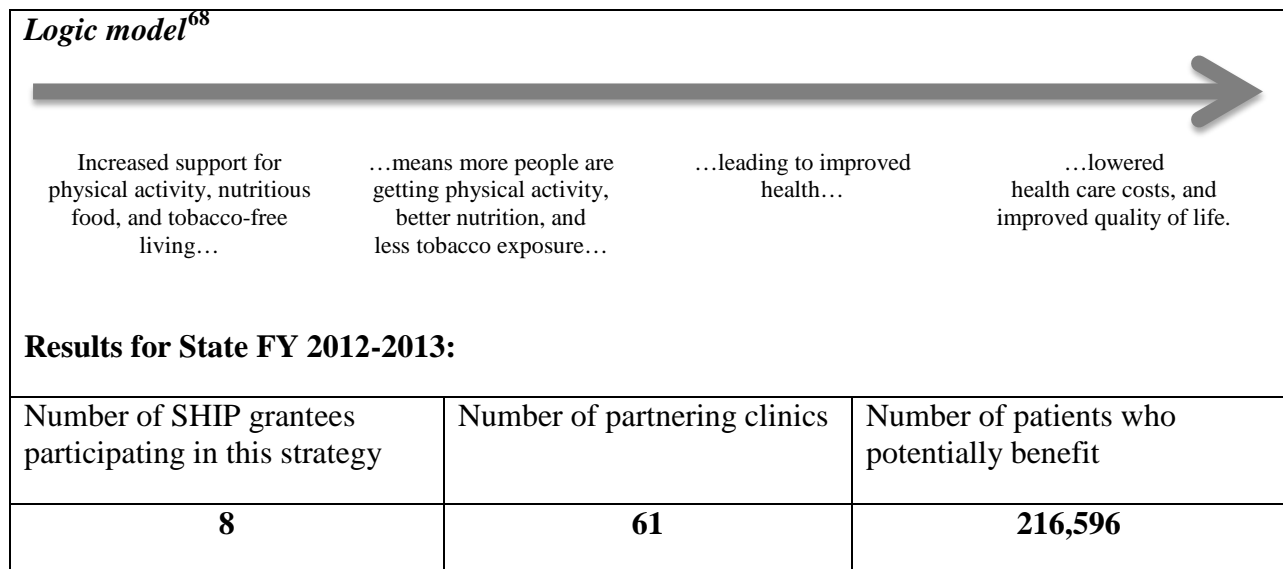 Logic model68
Increased support for
physical activity, nutritious
food, and tobacco-free
living…
…means more people are
getting physical activity,
better nutrition, and
less tobacco exposure…
…leading to improved
health…
…lowered
health care costs, and
improved quality of life.
Results for State FY 2012-2013:
Number of SHIP grantees
participating in this strategy
Number of partnering clinics
Number of patients who
potentially benefit
8
61
216,596